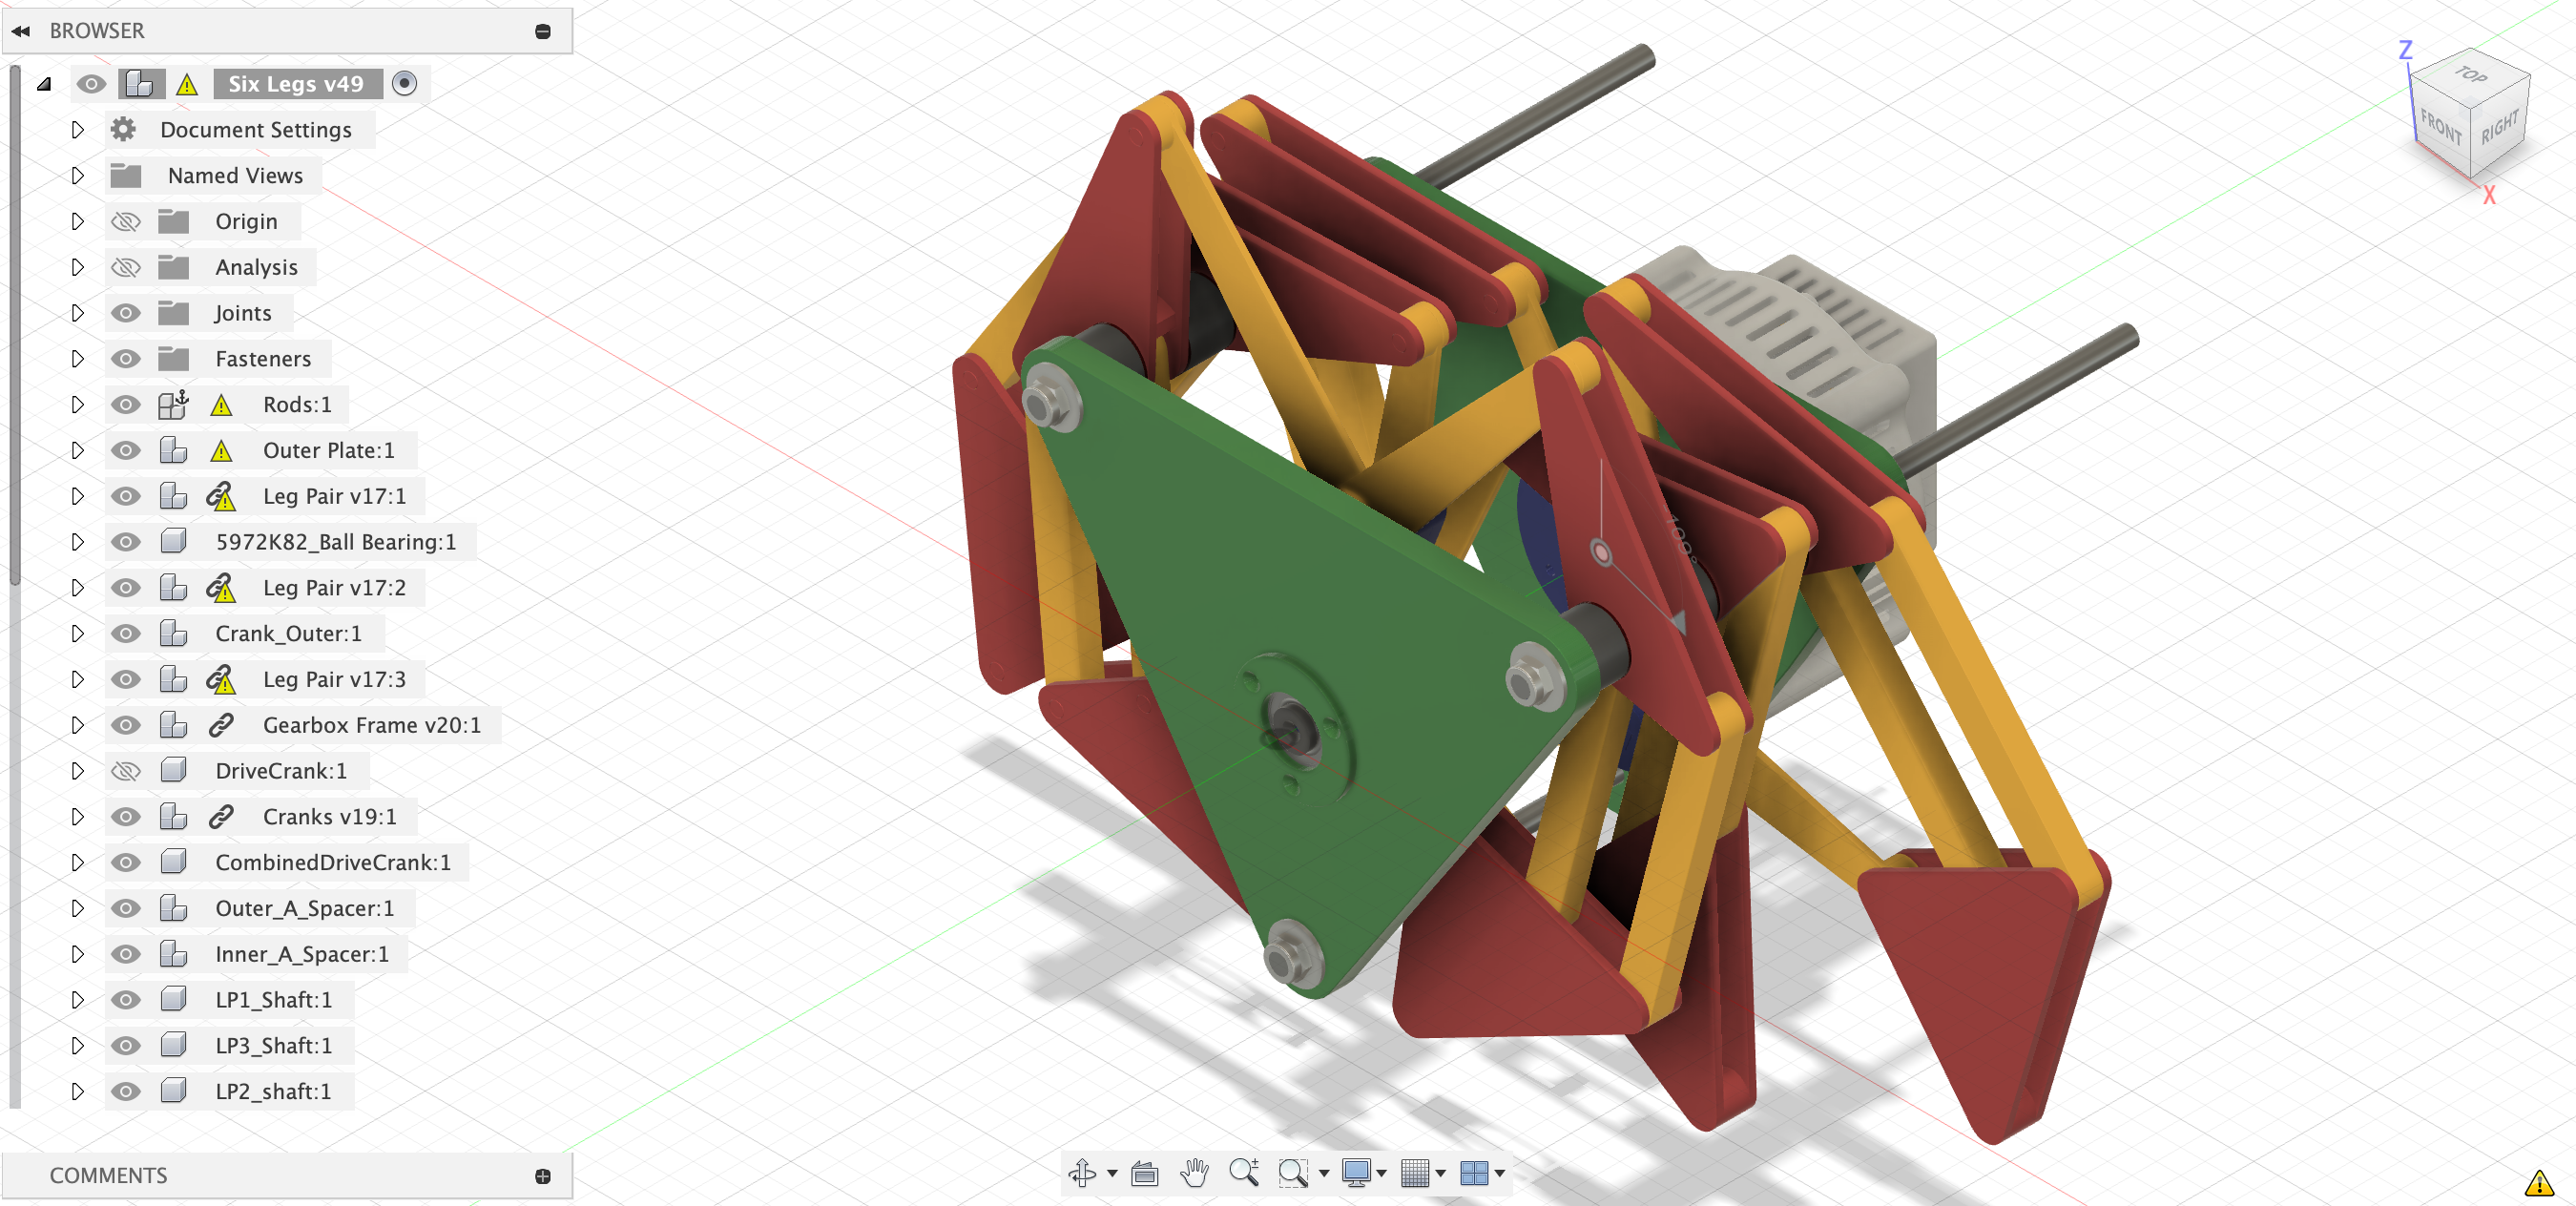 BROWSER
Six Legs v49
Document Settings
Named Views
Origin
Analysis
Joints
Fasteners
Rods:1
Outer Plate:1
Leg Pair v17:1
5972K82_Ball Bearing:1
Leg Pair v17:2
Crank_Outer:1
Leg Pair v17:3
Gearbox Frame v20:1
DriveCrank:1
Cranks v19:1
CombinedDriveCrank:1
Outer_A_Spacer:1
Inner_A_Spacer:1
LP1_Shaft:1
LP3_Shaft:1
LP2_shaft:1
COMMENTS
Z
TOP
FRONT
RIGHT
X